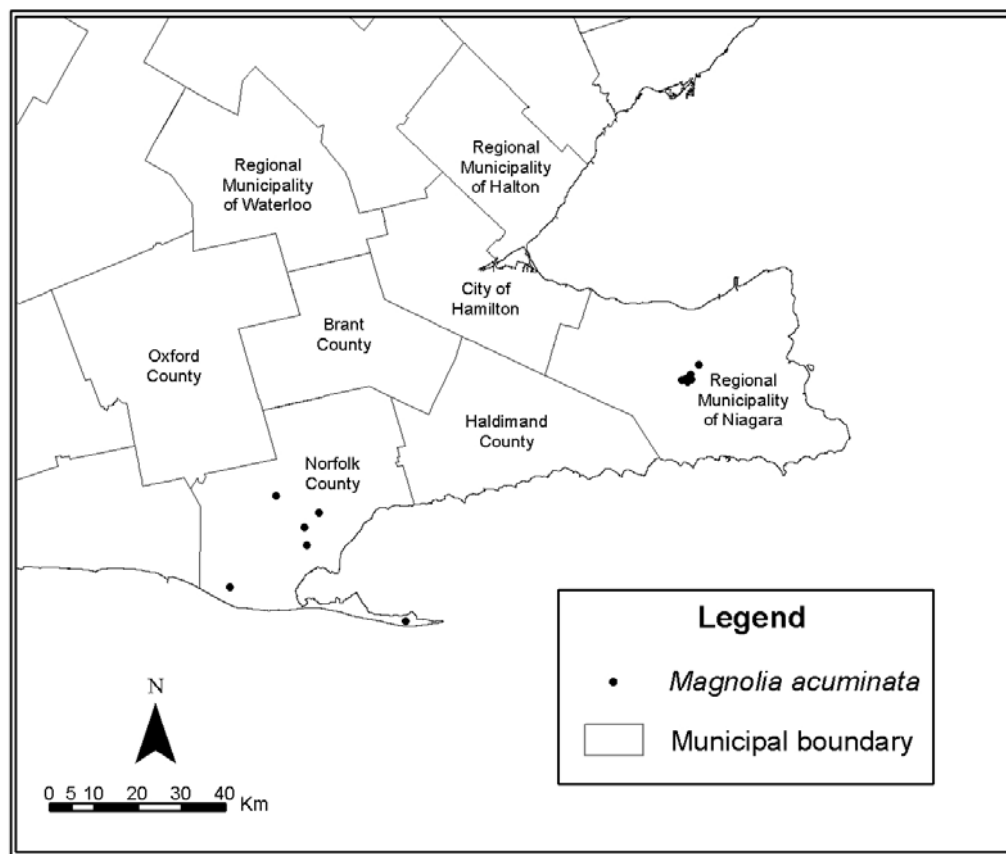 Regional
Municipality
of Halton
Regional
Municipality
of Waterloo
City of
Hamilton
Brant
County
Oxford
County
Regional
Municipality
of Niagara
Haldimand
County
Norfolk
County
Legend
Magnolia acuminata
Municipal boundary
N
0 5 10 20 30 40
Km